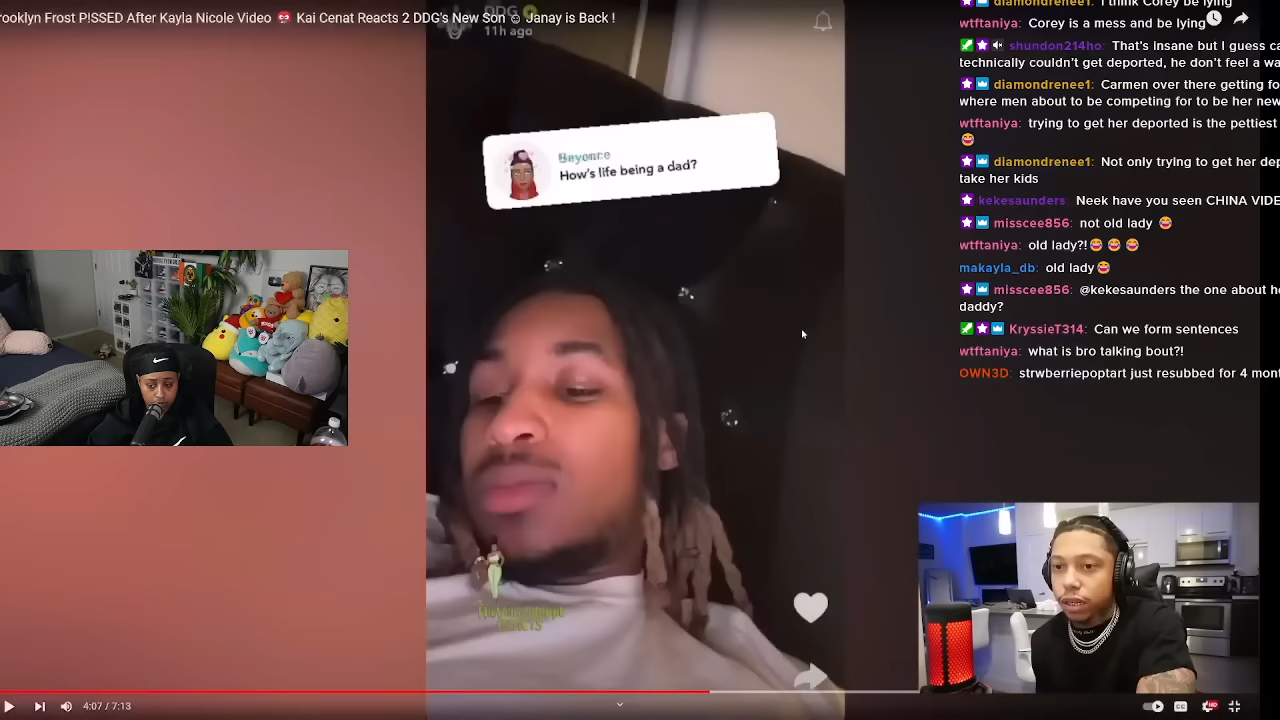 rooklyn Frost P!SSED After Kayla Nicole Video 😡 Kai Cenat Reacts 2 DDG's New Son ☺ Janay is Back !
DDG
11h ago
Beyonce
How's life being a dad?
REACTS
diamondrenee1: I think Corey be lying
wtftaniya: Corey is a mess and be lying
shundon214ho: That's Insane but I guess ca
technically couldn't get deported, he don't feel a wa
diamondrenee1: Carmen over there getting fo
where men about to be competing for to be her new
wtftaniya: trying to get her deported is the pettiest
😂
diamondrenee1: Not only trying to get her dep
take her kids
kekesaunders: Neek have you seen CHINA VIDE
misscee856: not old lady 😂
wtftaniya: old lady?!😂 😂 😂
makayla_db: old lady😂
misscee856: @kekesaunders the one about he
daddy?
KryssieT314: Can we form sentences
wtftaniya: what is bro talking bout?!
OWN3D: strwberriepoptart just resubbed for 4 mont
4:07 / 7:13
CC
HD